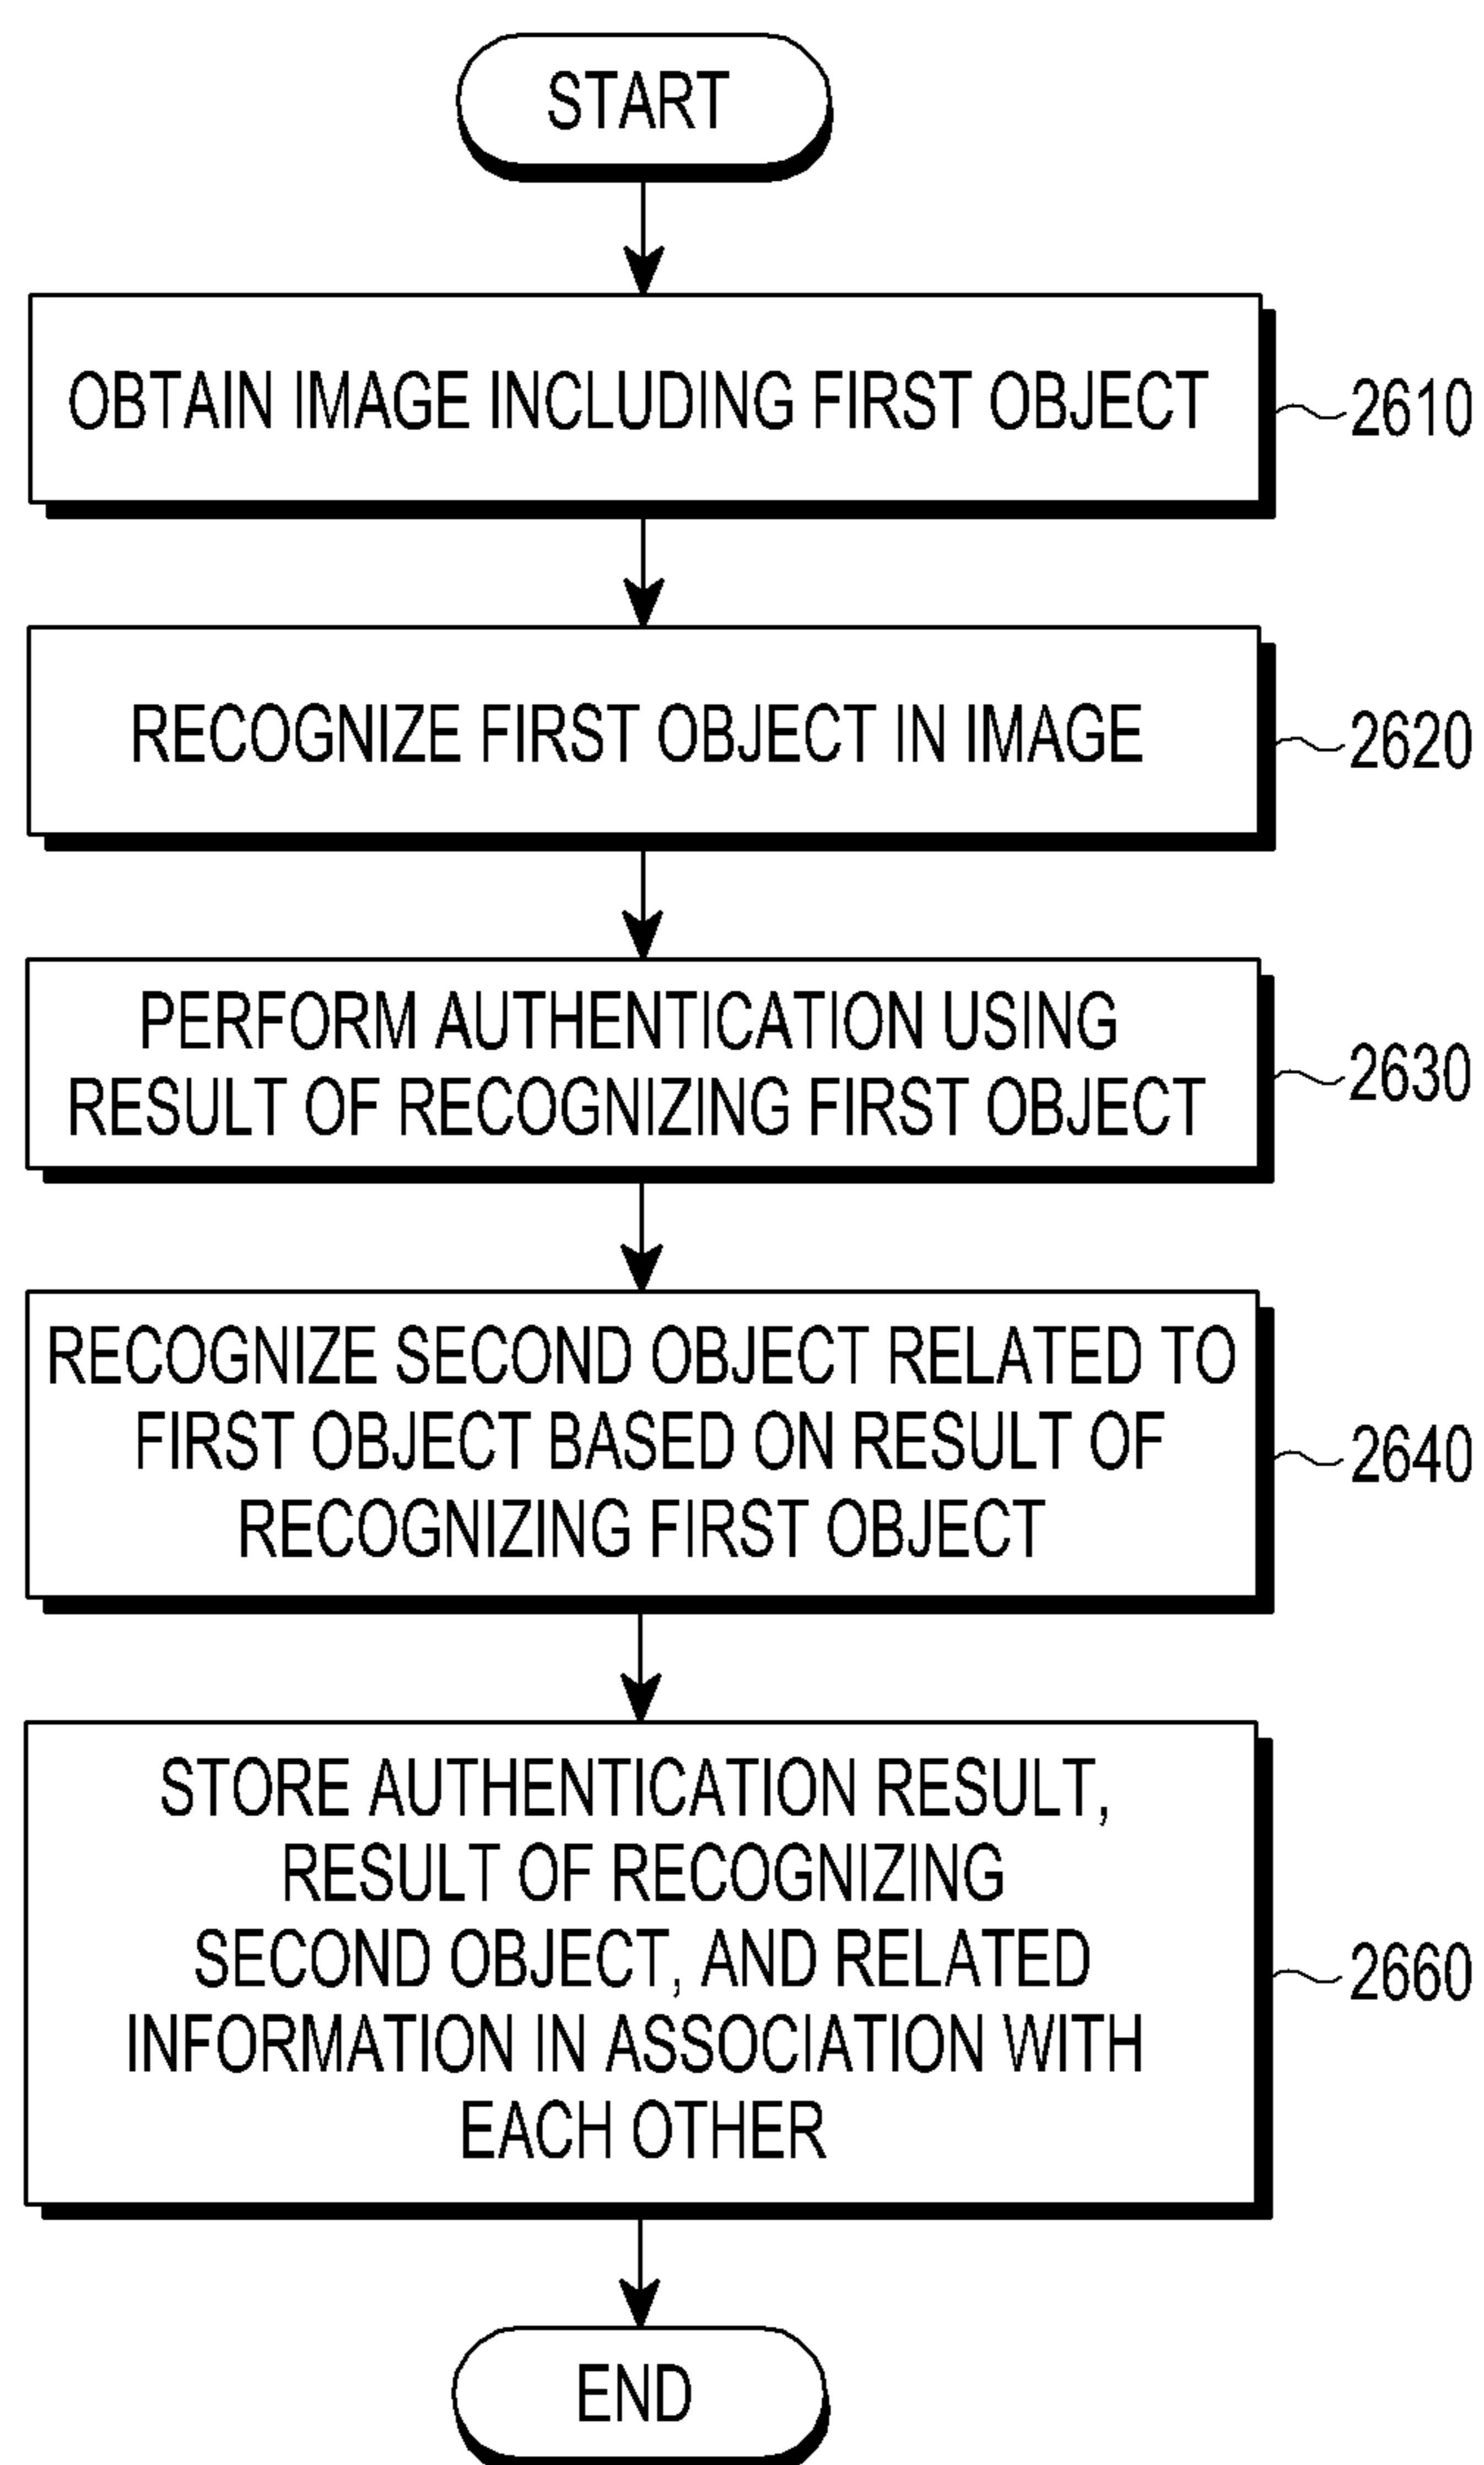 START
OBTAIN IMAGE INCLUDING FIRST OBJECT
2610
RECOGNIZE FIRST OBJECT IN IMAGE
2620
PERFORM AUTHENTICATION USING
RESULT OF RECOGNIZING FIRST OBJECT
2630
RECOGNIZE SECOND OBJECT RELATED TO
FIRST OBJECT BASED ON RESULT OF
RECOGNIZING FIRST OBJECT
2640
STORE AUTHENTICATION RESULT,
RESULT OF RECOGNIZING
SECOND OBJECT, AND RELATED
INFORMATION IN ASSOCIATION WITH
EACH OTHER
2660
END